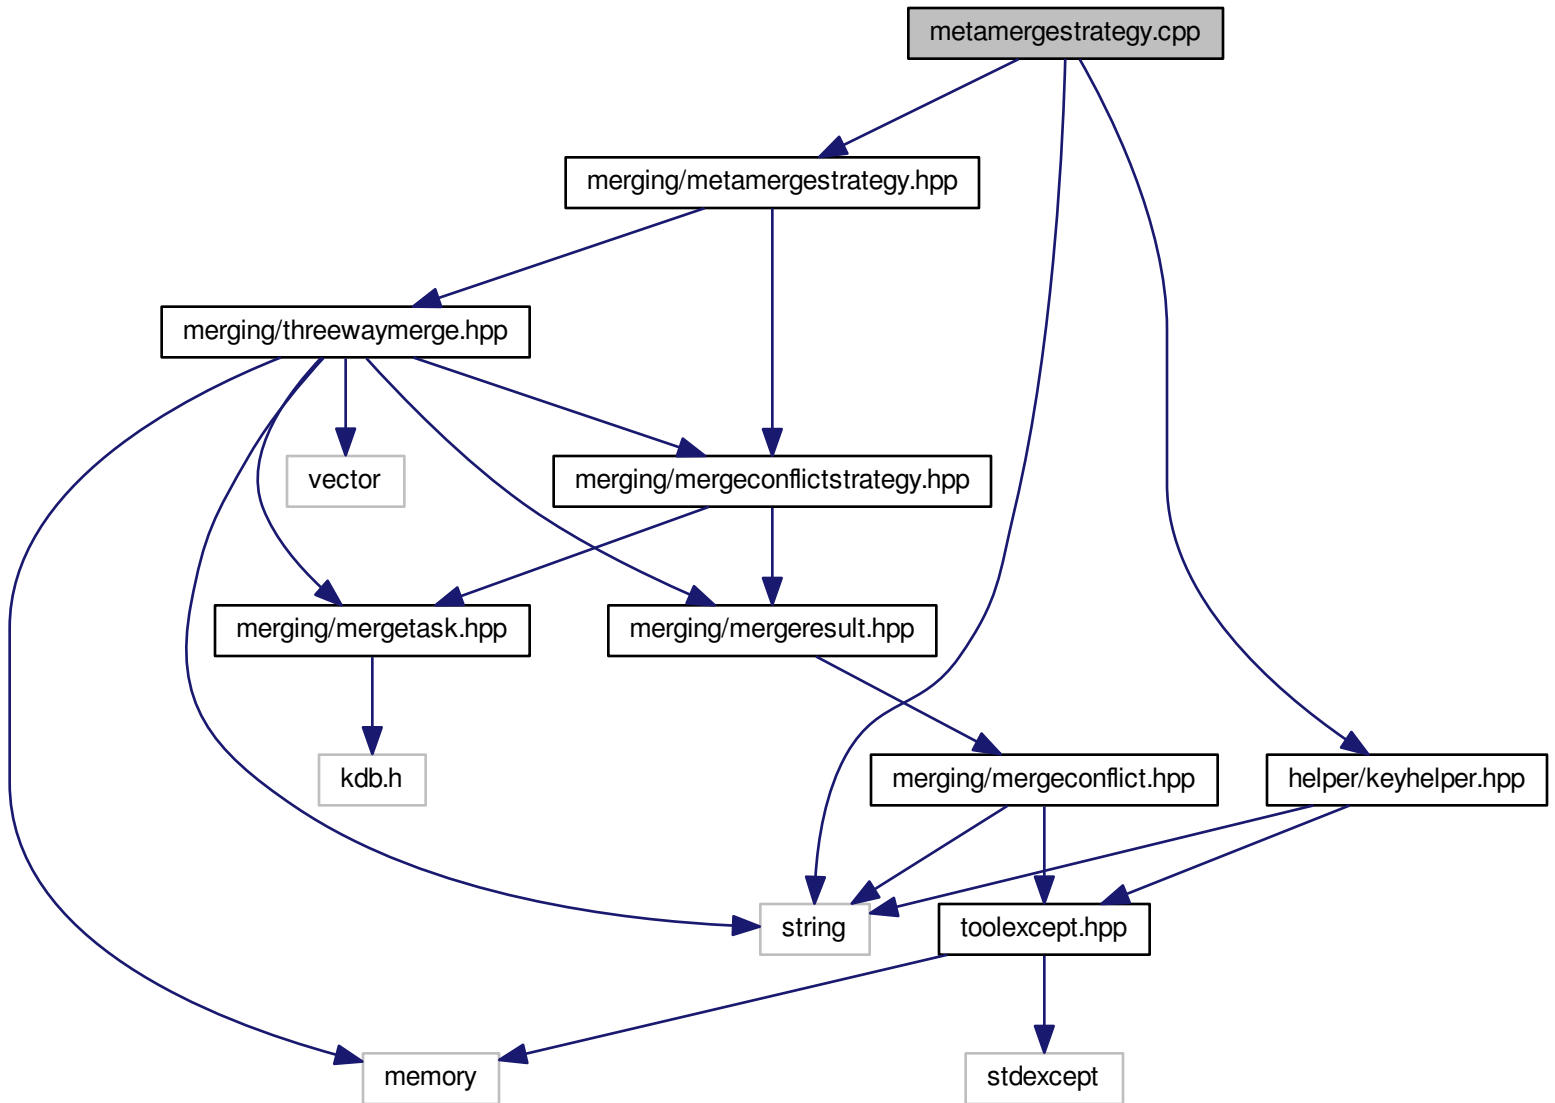 metamergestrategy.cpp
merging/metamergestrategy.hpp
merging/threewaymerge.hpp
vector
merging/mergeconflictstrategy.hpp
merging/mergetask.hpp
merging/mergeresult.hpp
kdb.h
merging/mergeconflict.hpp
helper/keyhelper.hpp
string
toolexcept.hpp
memory
stdexcept